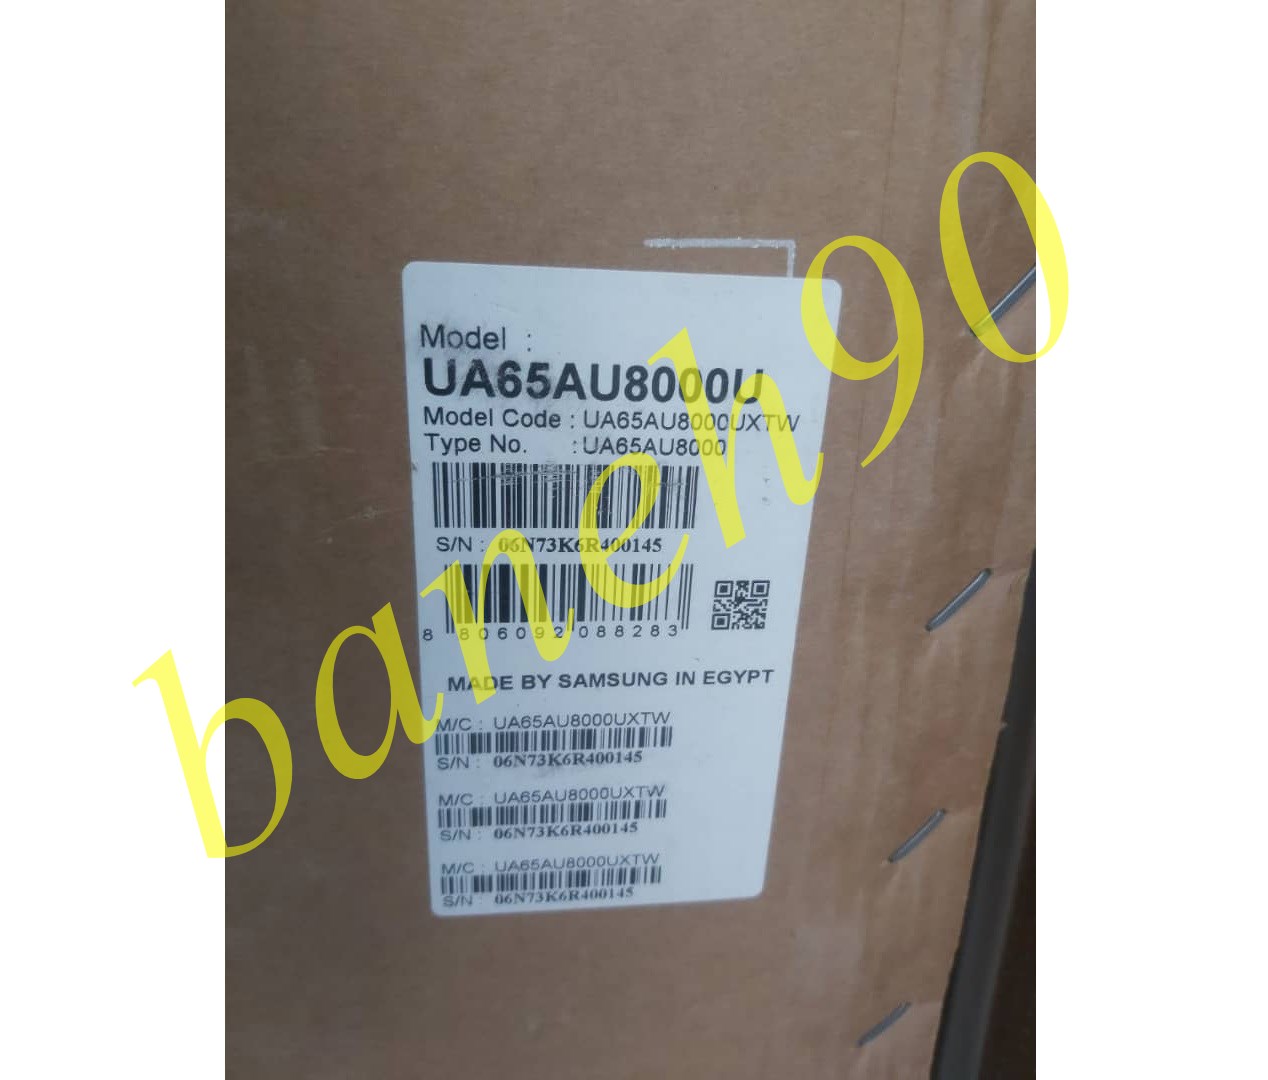 Model :
UA65AU8000U
Model Code : UA65AU8000UXTW
Type No. : UA65AU8000
S/N : 06N73K6R400145
8 806092 088283
MADE BY SAMSUNG IN EGYPT
M/C : UA65AU8000UXTW
S/N : 06N73K6R400145
M/C : UA65AU8000UXTW
S/N : 06N73K6R400145
M/C : UA65AU8000UXTW
S/N : 06N73K6R400145
baneh90